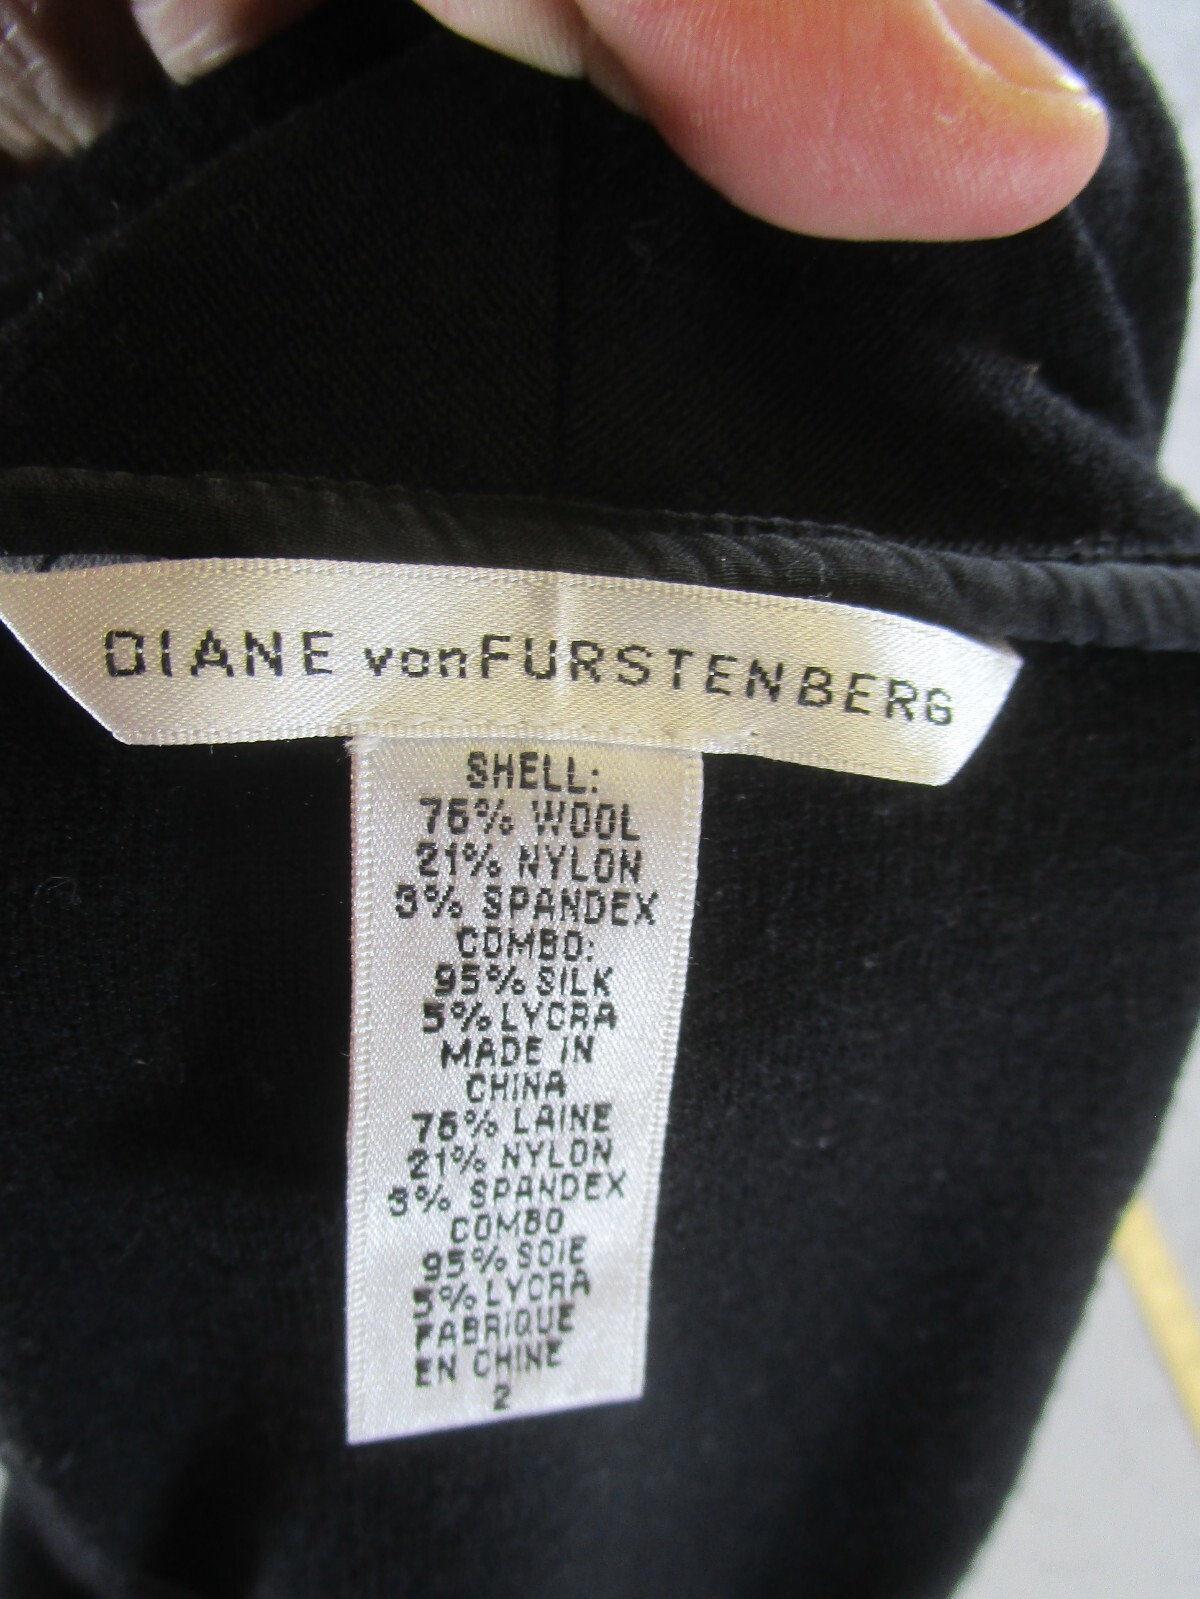 DIANE vonFURSTENBERG
SHELL:
76% WOOL
21% NYLON
3% SPANDEX
COMBO:
95% SILK
5% LYCRA
MADE IN
CHINA
76% LAINE
21% NYLON
3% SPANDEX
COMBO
95% SOIE
5% LYCRA
FABRIQUE
EN CHINE
2